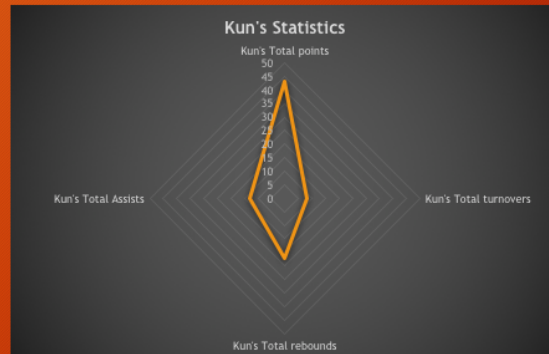 Kun's Statistics
Kun's Total points
50
45
40
35
30
25
20
15
10
5
0
Kun's Total Assists
Kun's Total turnovers
Kun's Total rebounds